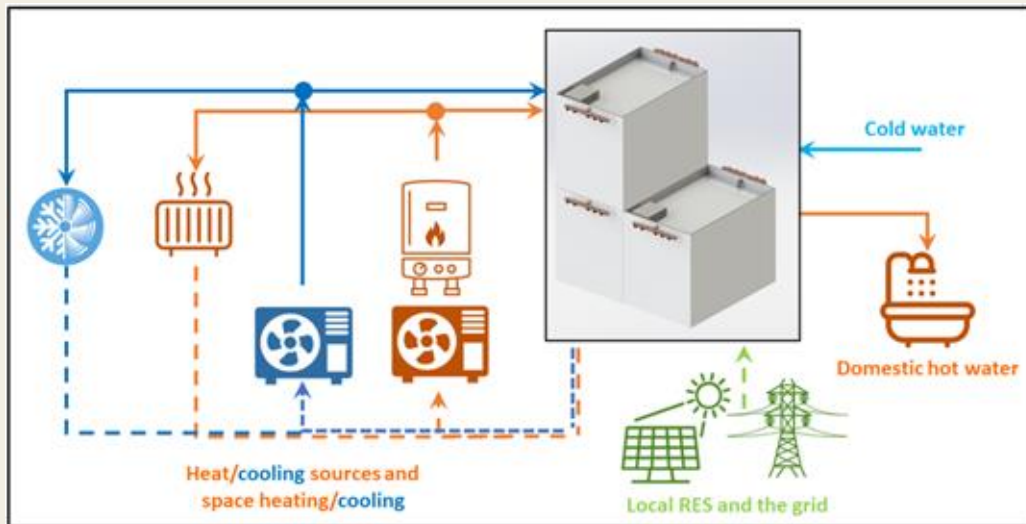 Cold water
Domestic hot water
Heat/cooling sources and
space heating/cooling
Local RES and the grid